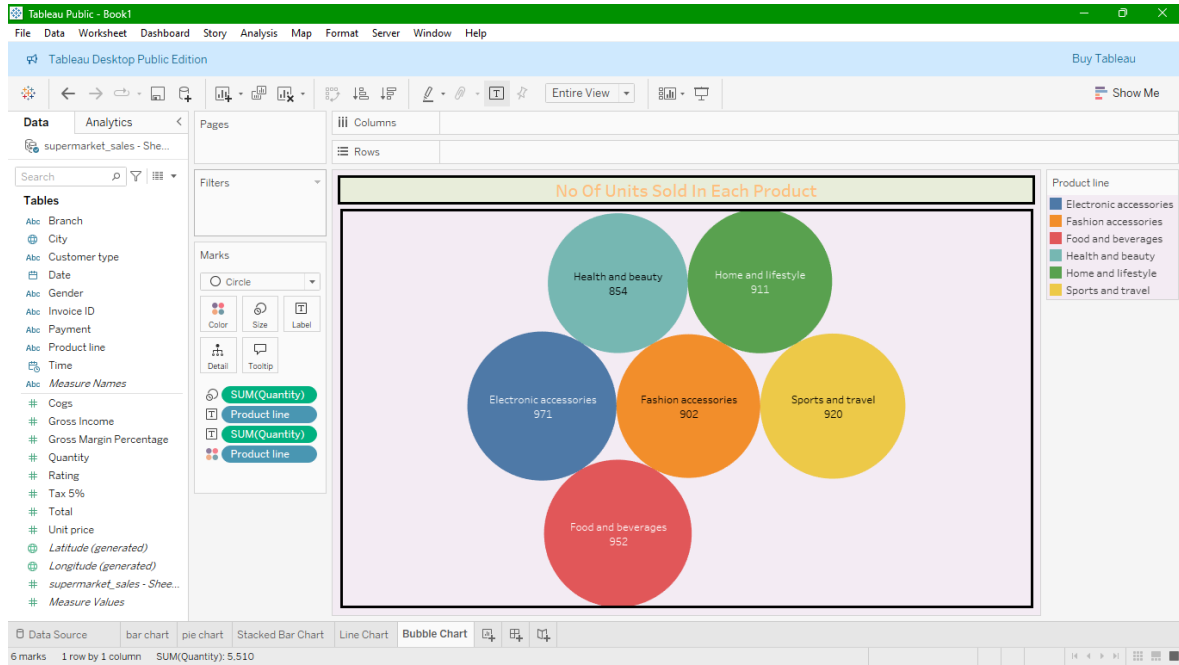 Tableau Public - Book1
File Data Worksheet Dashboard Story Analysis Map Format Server Window Help
Tableau Desktop Public Edition
Buy Tableau
Entire View
Show Me
Data
Analytics
supermarket_sales - She...
Search
Tables
Abc Branch
City
Abc Customer type
Date
Abc Gender
Abc Invoice ID
Abc Payment
Abc Product line
Time
Abc Measure Names
# Cogs
# Gross Income
# Gross Margin Percentage
# Quantity
# Rating
# Tax 5%
# Total
# Unit price
Latitude (generated)
Longitude (generated)
# supermarket_sales - Shee...
# Measure Values
Pages
Filters
Marks
Circle
Color
Size
T
Label
Detail
Tooltip
SUM(Quantity)
T Product line
T SUM(Quantity)
Product line
iii Columns
Rows
No Of Units Sold In Each Product
Health and beauty
854
Home and lifestyle
911
Electronic accessories
971
Fashion accessories
902
Sports and travel
920
Food and beverages
952
Product line
Electronic accessories
Fashion accessories
Food and beverages
Health and beauty
Home and lifestyle
Sports and travel
Data Source
bar chart
pie chart
Stacked Bar Chart
Line Chart
Bubble Chart
6 marks 1 row by 1 column SUM(Quantity): 5,510